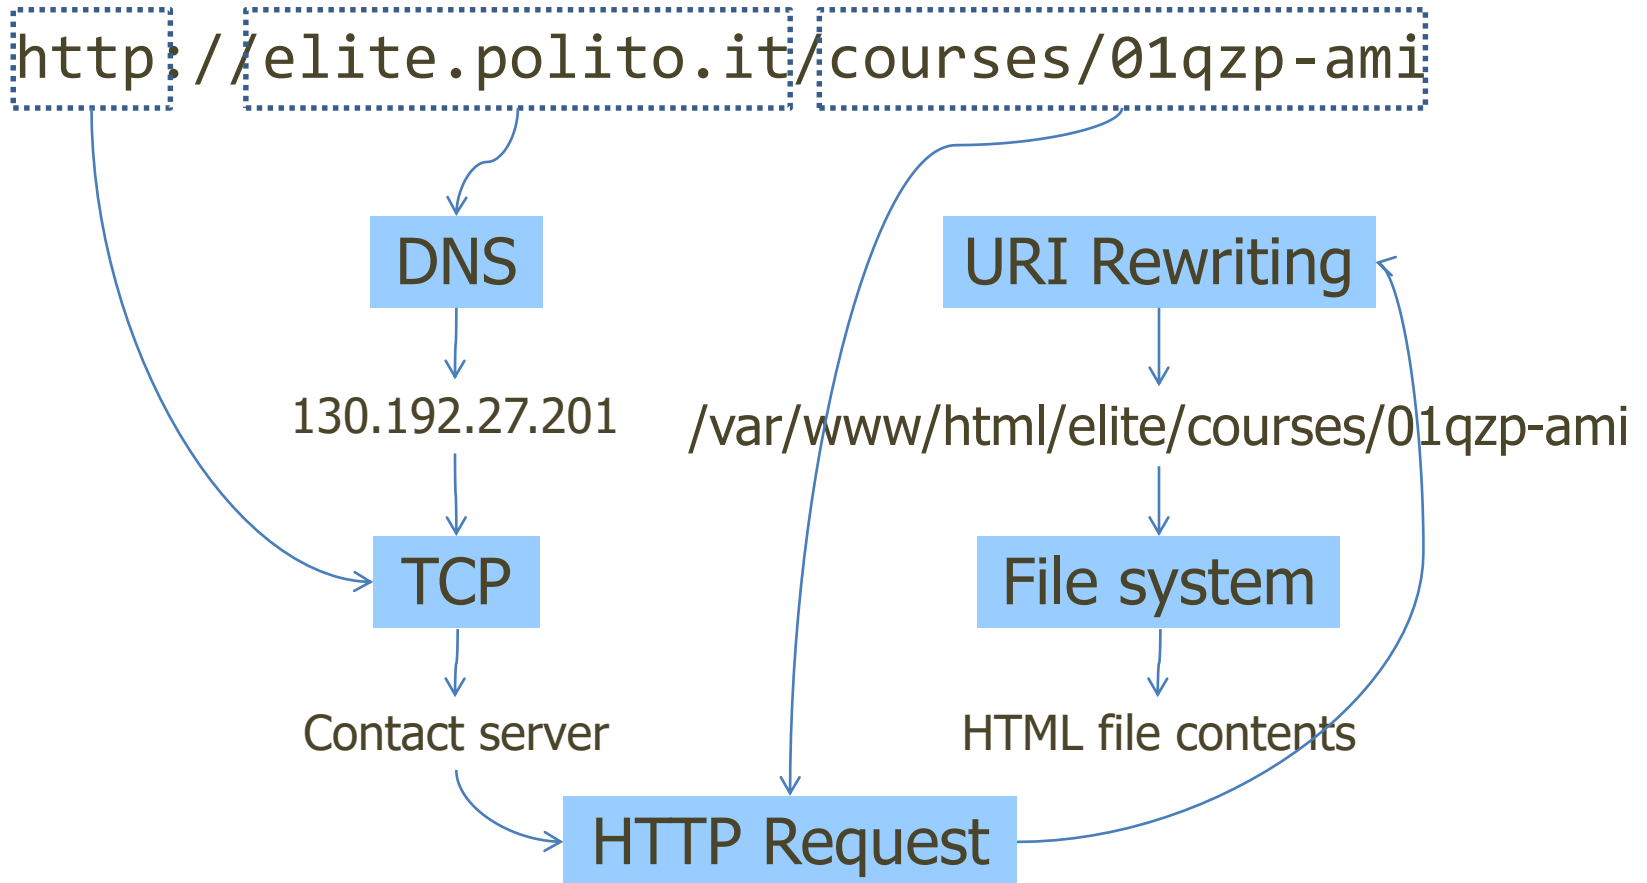 http://elite.polito.it/courses/01qzp-ami
DNS
URI Rewriting
130.192.27.201
/var/www/html/elite/courses/01qzp-ami
TCP
File system
Contact server
HTML file contents
HTTP Request